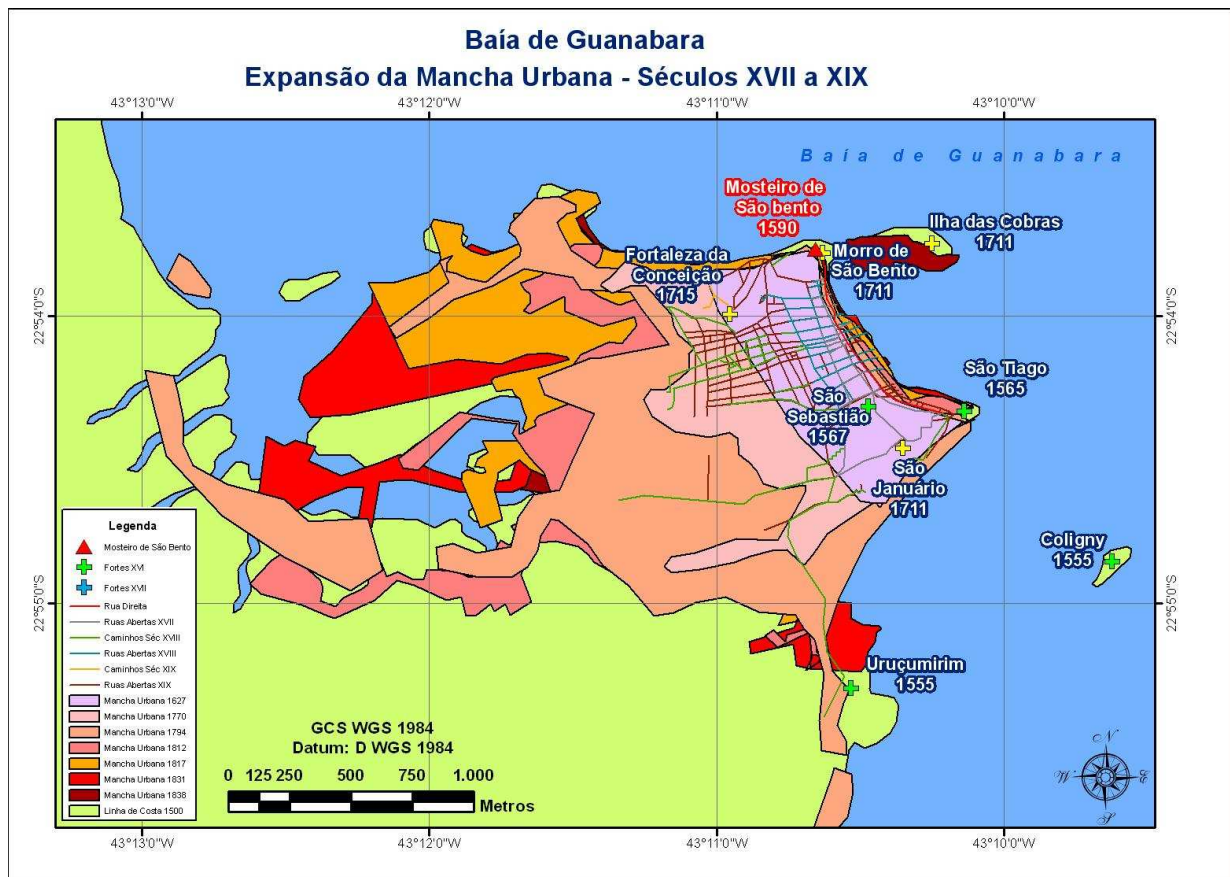 Baía de Guanabara
Expansão da Mancha Urbana - Séculos XVII a XIX
43°13'0"W
43°12'0"W
43°11'0"W
43°10'0"W
Baía de Guanabara
Mosteiro de
São bento
1590
Ilha das Cobras
1711
Fortaleza da
Conceição
1715
Morro de
São Bento
1711
22°54'0"S
22°54'0"S
São Tiago
1565
São
Sebastião
1567
São
Januário
1711
Coligny
1555
Legenda
Mosteiro de São Bento
Fortes XVI
Fortes XVII
Rua Direita
Ruas Abertas XVII
Caminhos Séc XVIII
Ruas Abertas XVIII
Caminhos Séc XIX
Ruas Abertas XIX
Mancha Urbana 1627
Mancha Urbana 1770
Mancha Urbana 1794
Mancha Urbana 1812
Mancha Urbana 1817
Mancha Urbana 1831
Mancha Urbana 1838
Linha de Costa 1500
22°55'0"S
22°55'0"S
Uruçumirim
1555
GCS WGS 1984
Datum: D WGS 1984
0 125 250 500 750 1.000
Metros
N
W
E
S
43°13'0"W
43°12'0"W
43°11'0"W
43°10'0"W